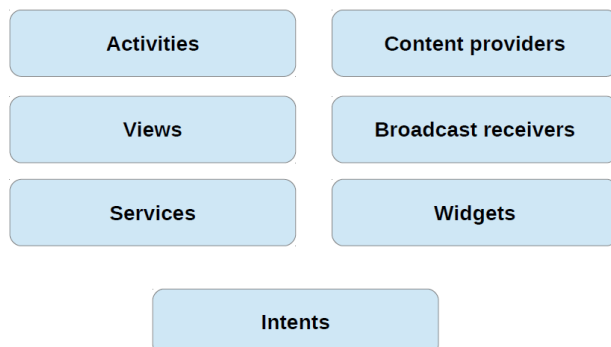 Activities
Content providers
Views
Broadcast receivers
Services
Widgets
Intents